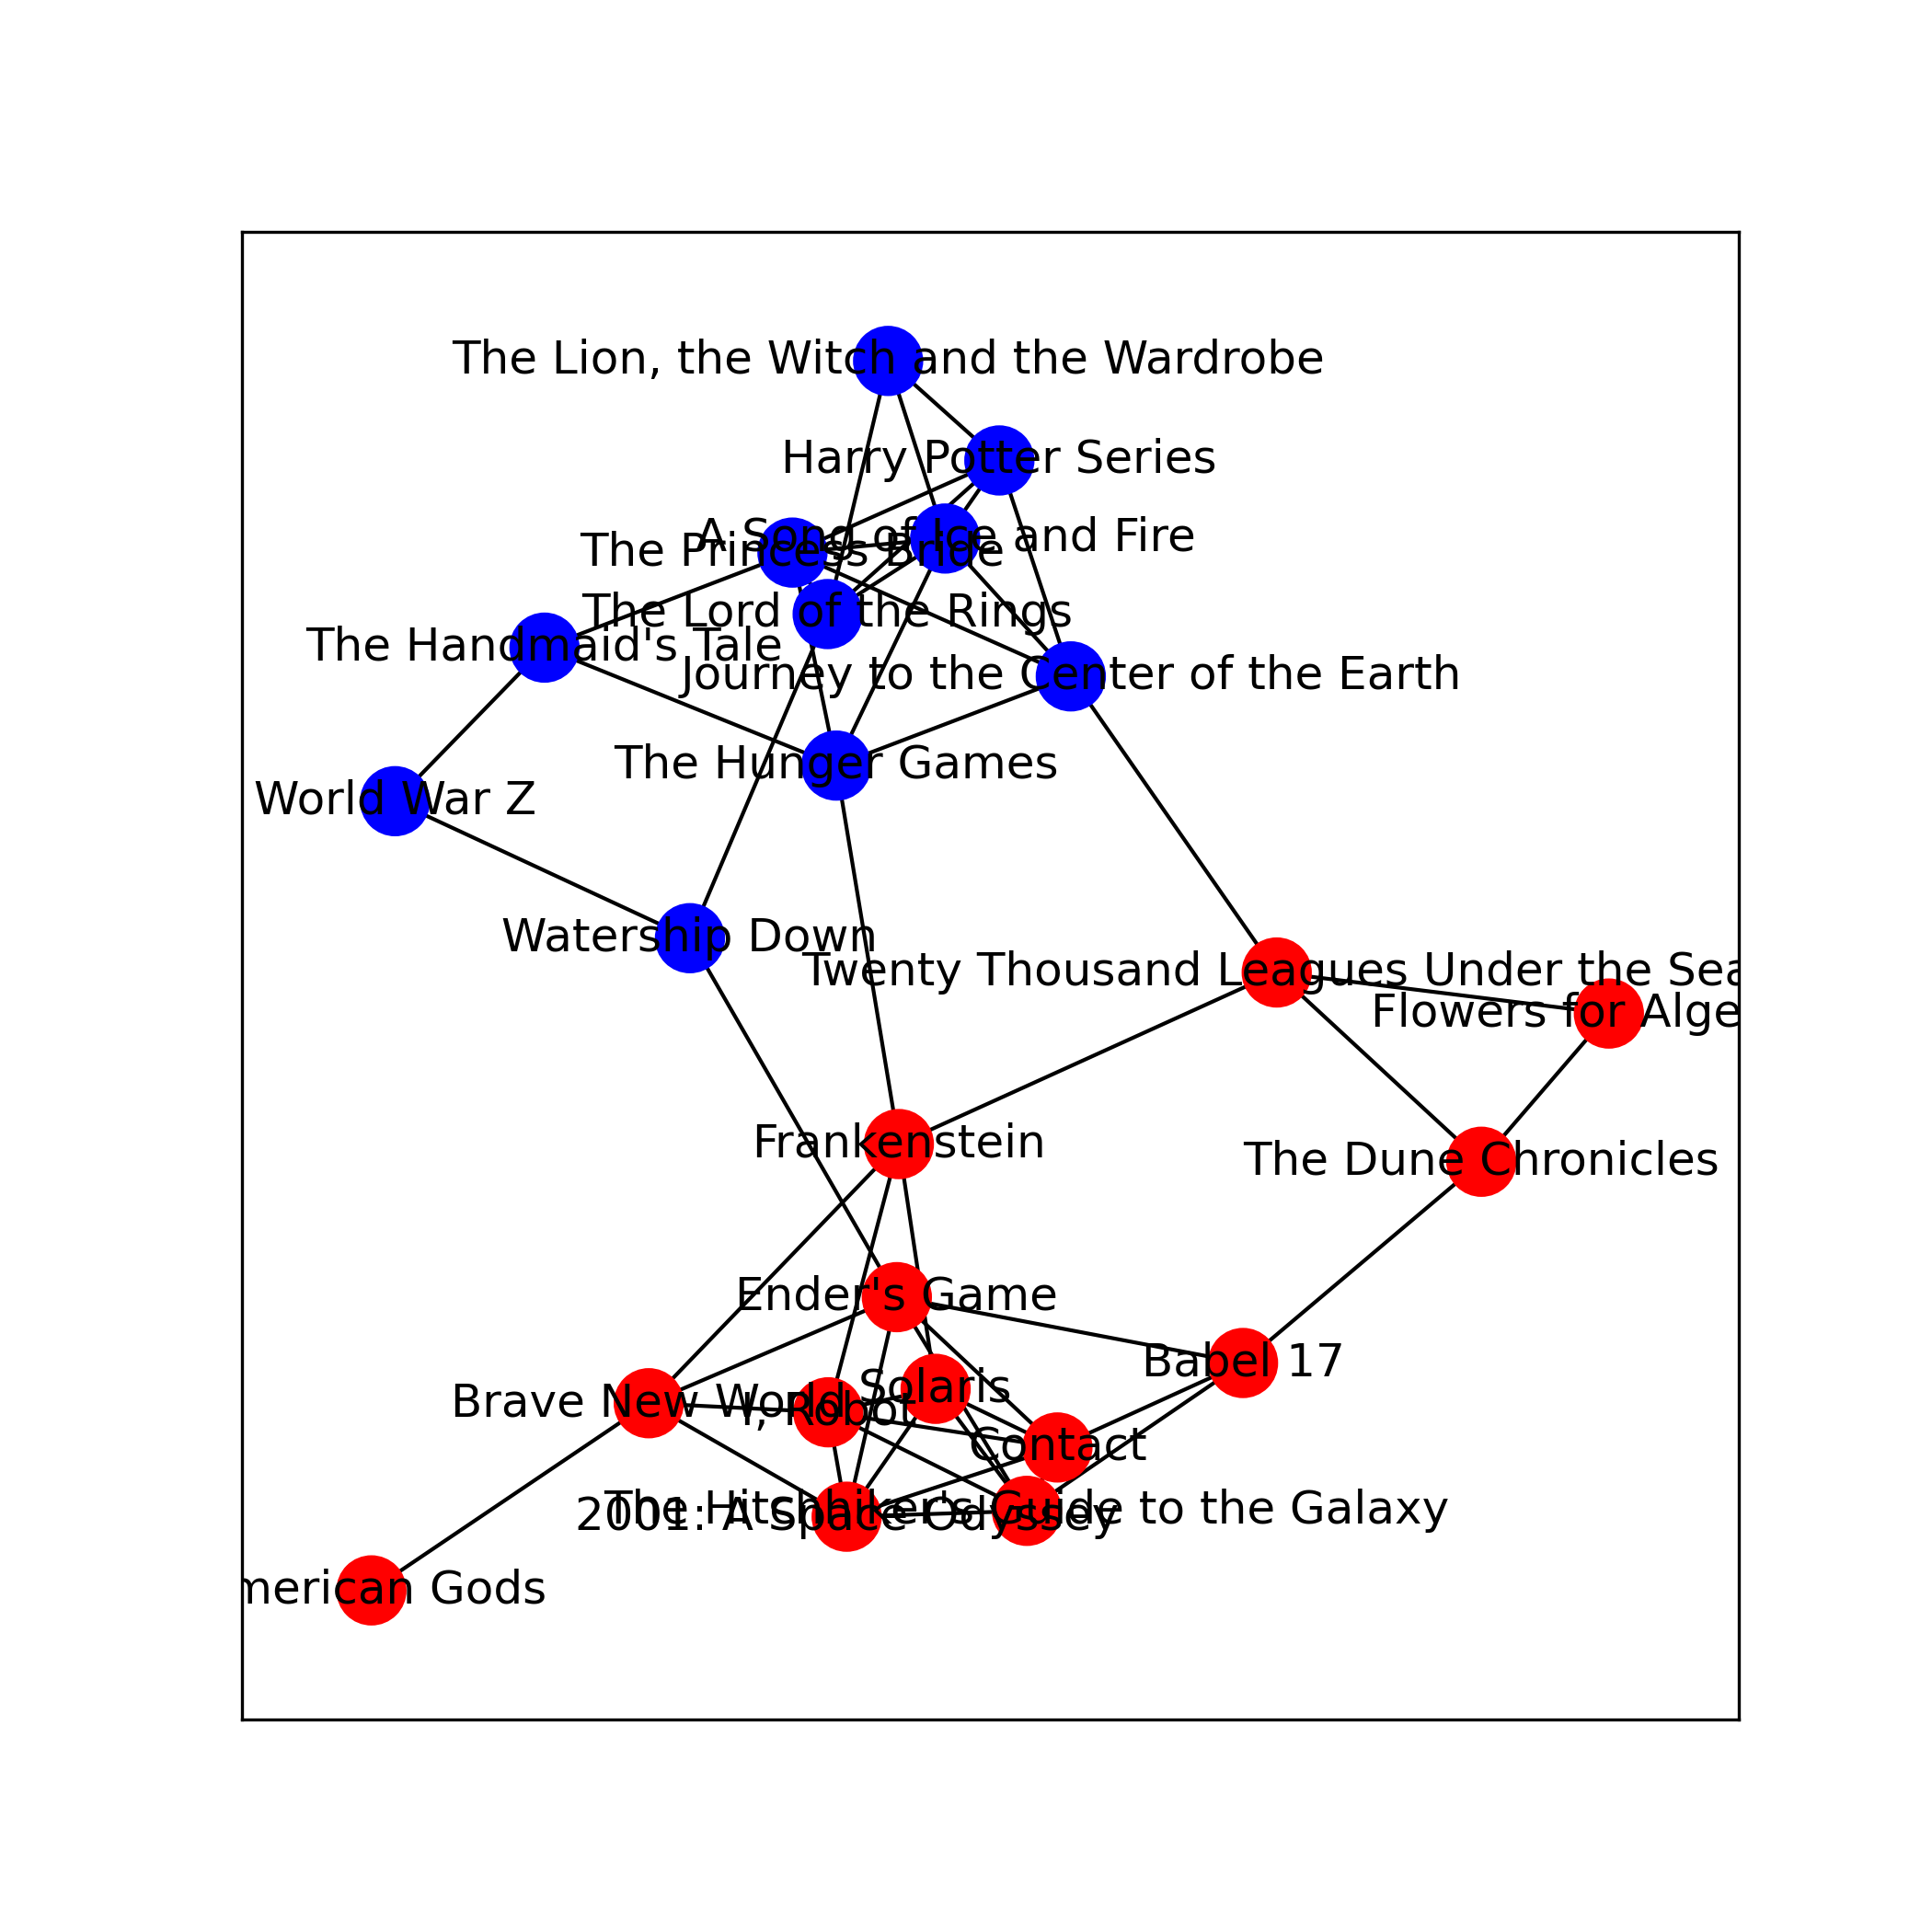 The Lion, the Witch and the Wardrobe
Harry Potter Series
A Song of Ice and Fire
The Princess Bride
The Lord of the Rings
The Handmaid's Tale
Journey to the Center of the Earth
The Hunger Games
World War Z
Watership Down
Twenty Thousand Leagues Under the Sea
Flowers for Alge
Frankenstein
The Dune Chronicles
Ender's Game
Babel 17
Solaris
Brave New World
I, Robot
Contact
The Hitchhiker's Guide to the Galaxy
2001: A Space Odyssey
merican Gods